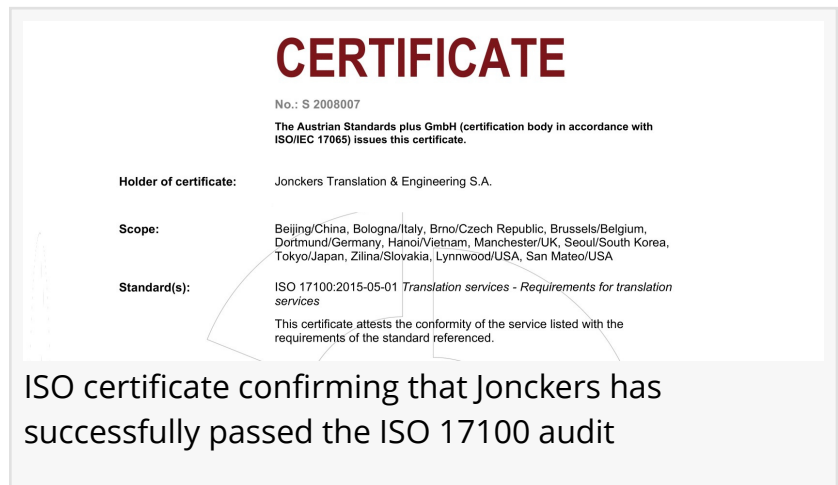 CERTIFICATE
No.: S 2008007
The Austrian Standards plus GmbH (certification body in accordance with
ISO/IEC 17065) issues this certificate.
Holder of certificate: Jonckers Translation & Engineering S.A.
Scope: Beijing/China, Bologna/Italy, Brno/Czech Republic, Brussels/Belgium,
Dortmund/Germany, Hanoi/Vietnam, Manchester/UK, Seoul/South Korea,
Tokyo/Japan, Zilina/Slovakia, Lynnwood/USA, San Mateo/USA
Standard(s): ISO 17100:2015-05-01 Translation services - Requirements for translation
services
This certificate attests the conformity of the service listed with the
requirements of the standard referenced.
ISO certificate confirming that Jonckers has
successfully passed the ISO 17100 audit